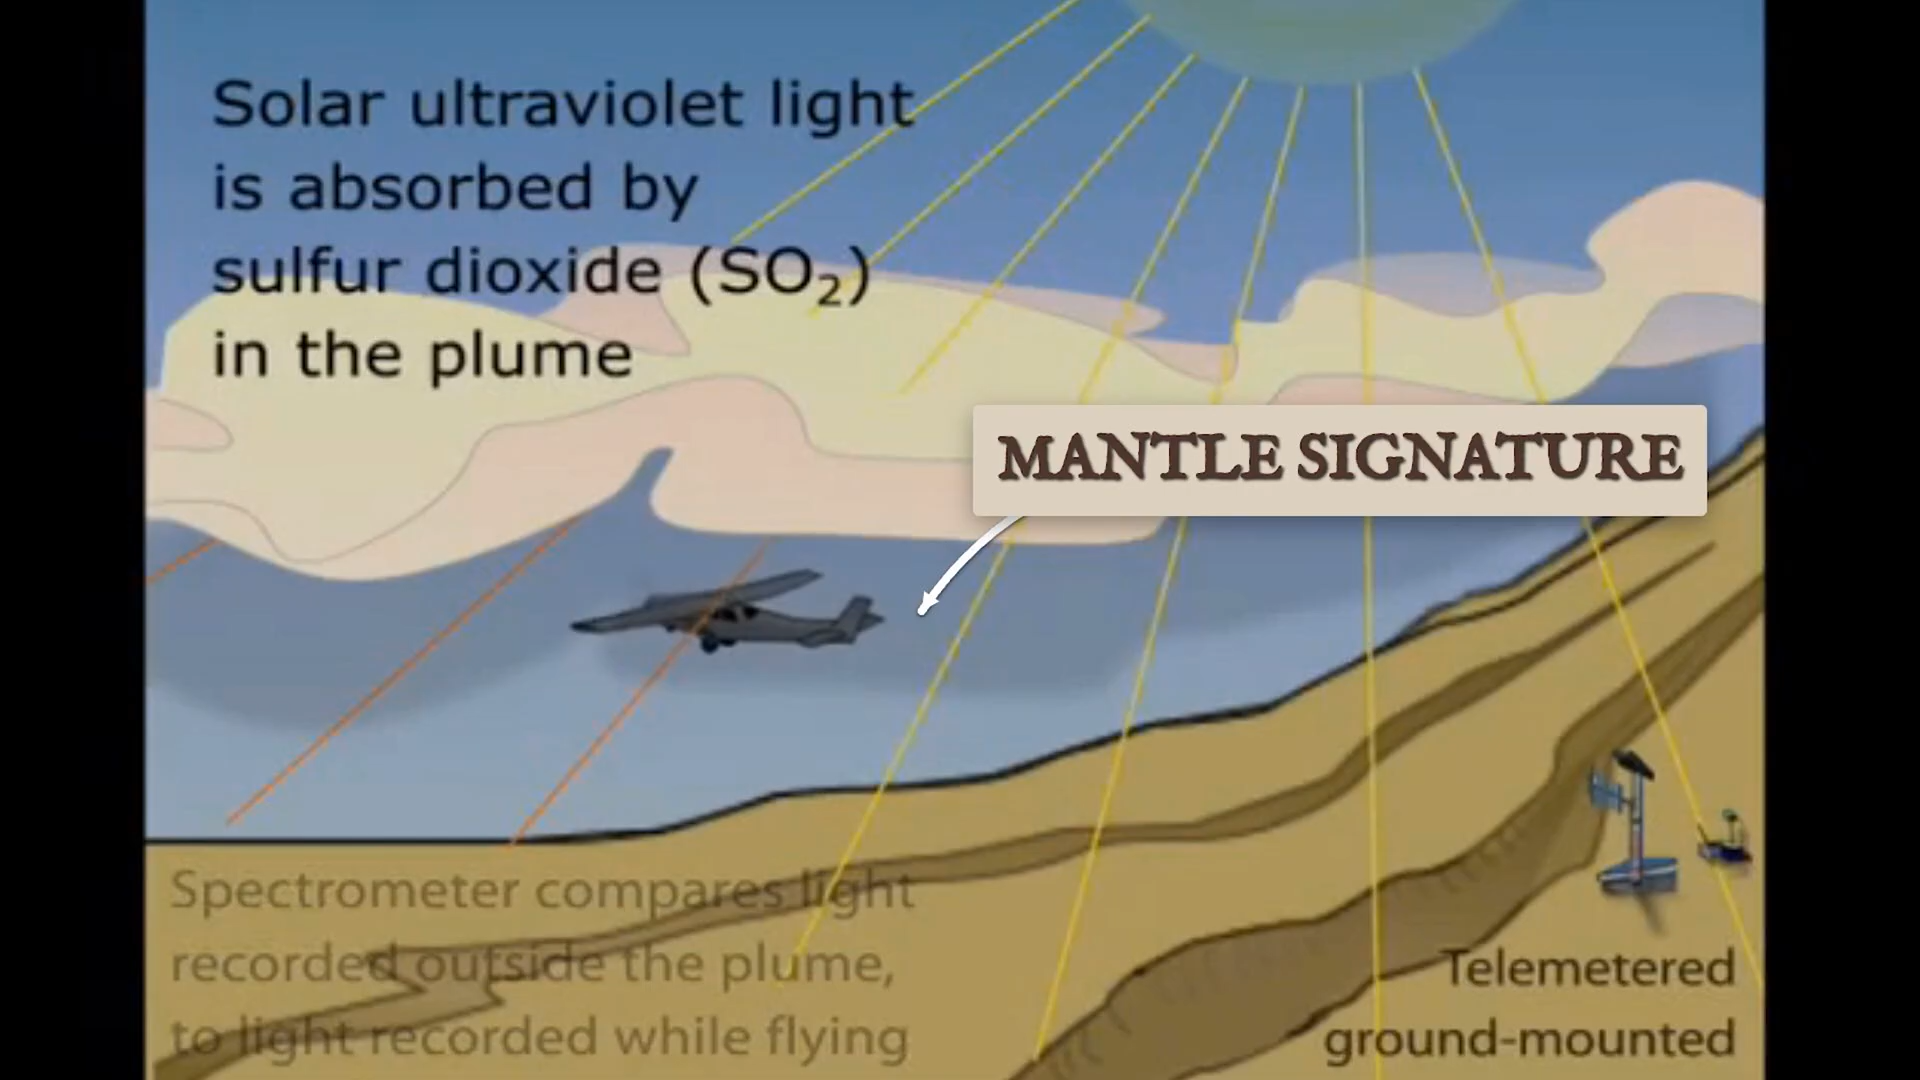 Solar ultraviolet light
is absorbed by
sulfur dioxide (SO₂)
in the plume
MANTLE SIGNATURE
Spectrometer compares light
recorded outside the plume,
to light recorded while flying
Telemetered
ground-mounted